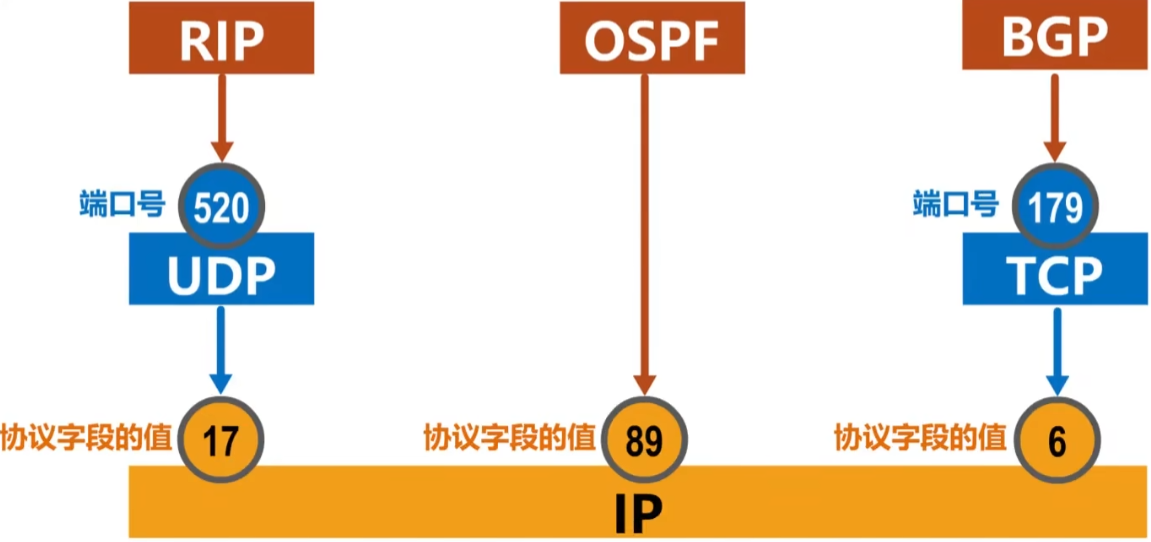 RIP
OSPF
BGP
端口号
520
端口号
179
UDP
TCP
协议字段的值
17
协议字段的值
89
协议字段的值
6
IP